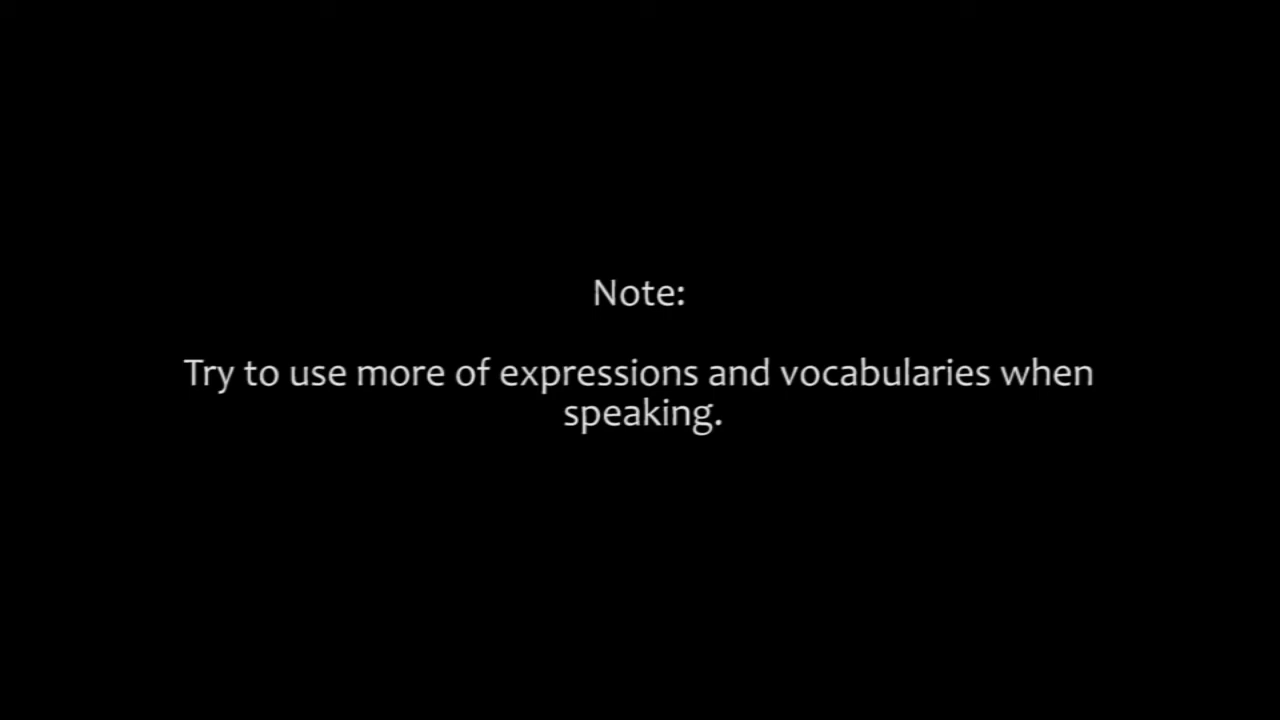 Note:
Try to use more of expressions and vocabularies when
speaking.